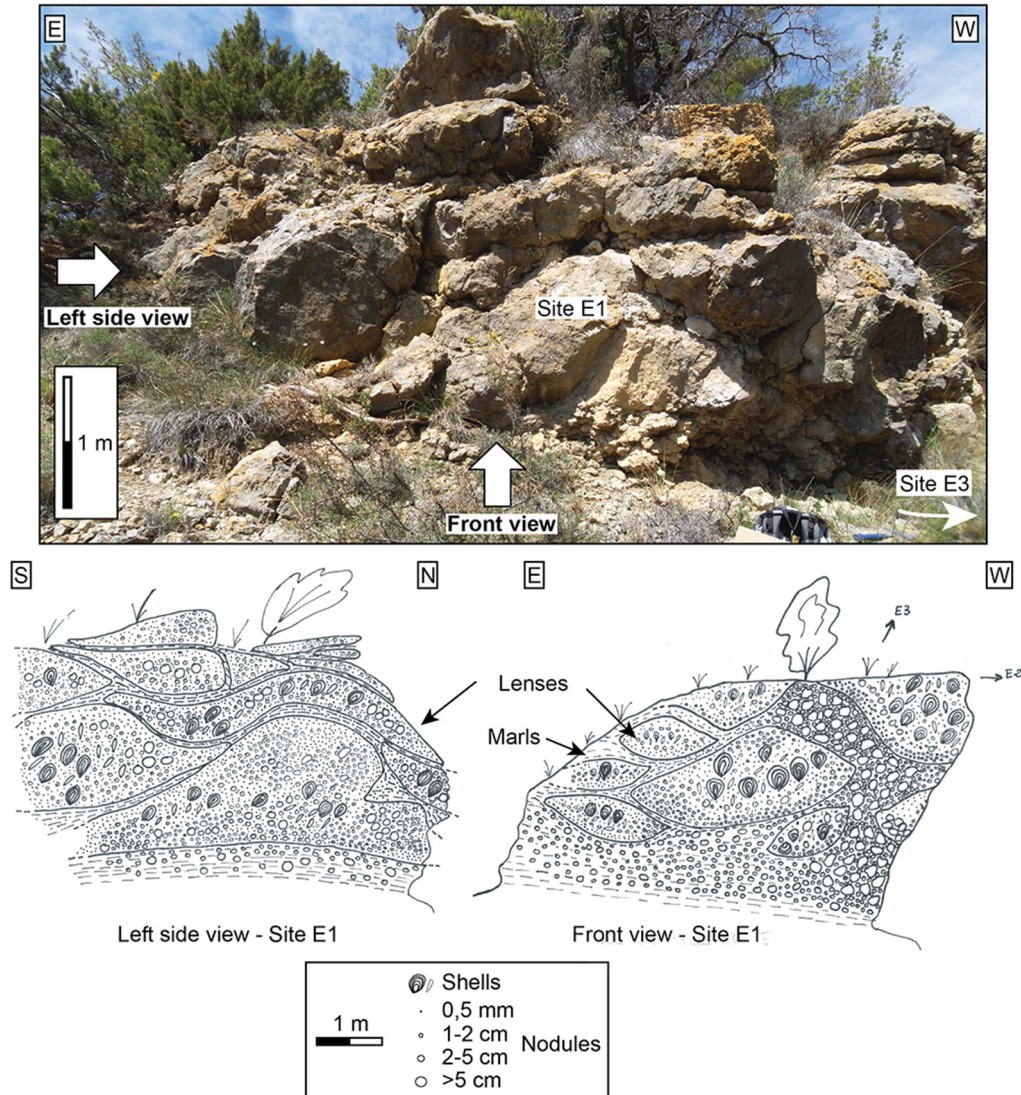 E
W
Site E1
Left side view
1 m
Site E3
Front view
S
N
E
W
E3
E2
Lenses
Marls
Left side view - Site E1
Front view - Site E1
Shells
0,5 mm
1-2 cm
1 m
Nodules
2-5 cm
>5 cm